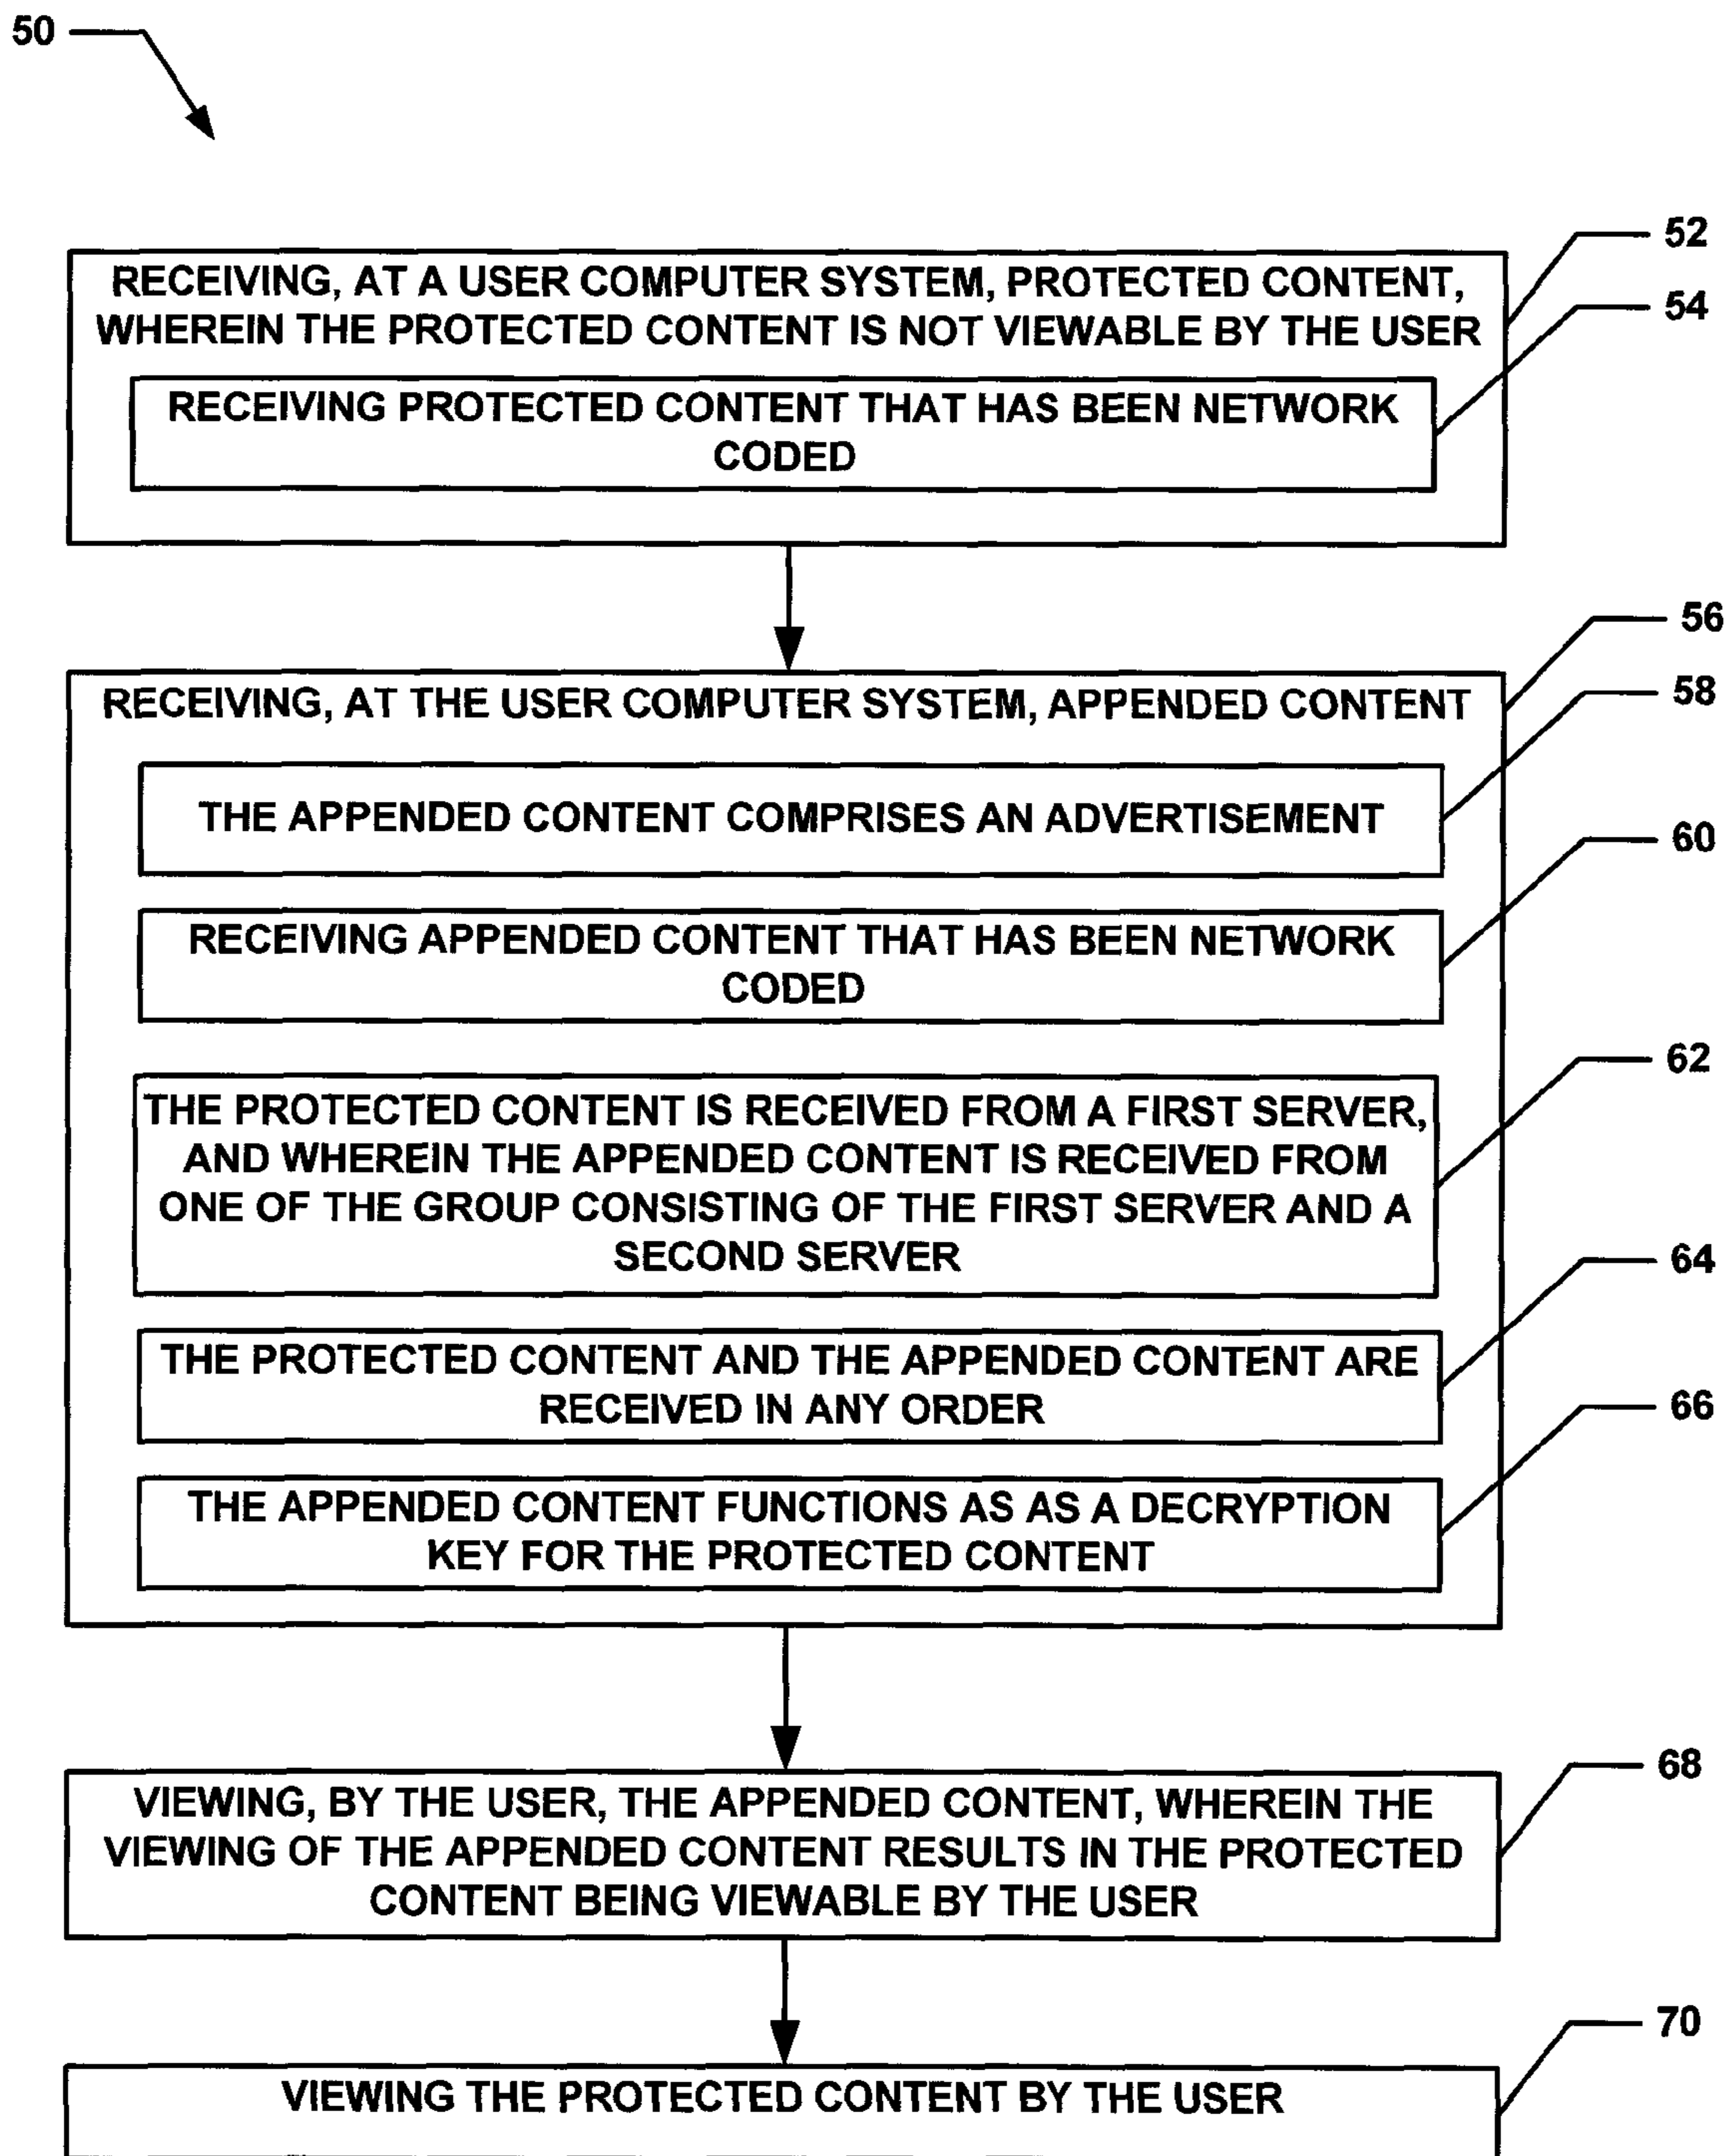 50
52
RECEIVING, AT A USER COMPUTER SYSTEM, PROTECTED CONTENT,
WHEREIN THE PROTECTED CONTENT IS NOT VIEWABLE BY THE USER
54
RECEIVING PROTECTED CONTENT THAT HAS BEEN NETWORK
CODED
56
RECEIVING, AT THE USER COMPUTER SYSTEM, APPENDED CONTENT
58
THE APPENDED CONTENT COMPRISES AN ADVERTISEMENT
60
RECEIVING APPENDED CONTENT THAT HAS BEEN NETWORK
CODED
62
THE PROTECTED CONTENT IS RECEIVED FROM A FIRST SERVER,
AND WHEREIN THE APPENDED CONTENT IS RECEIVED FROM
ONE OF THE GROUP CONSISTING OF THE FIRST SERVER AND A
SECOND SERVER
64
THE PROTECTED CONTENT AND THE APPENDED CONTENT ARE
RECEIVED IN ANY ORDER
66
THE APPENDED CONTENT FUNCTIONS AS AS A DECRYPTION
KEY FOR THE PROTECTED CONTENT
68
VIEWING, BY THE USER, THE APPENDED CONTENT, WHEREIN THE
VIEWING OF THE APPENDED CONTENT RESULTS IN THE PROTECTED
CONTENT BEING VIEWABLE BY THE USER
70
VIEWING THE PROTECTED CONTENT BY THE USER